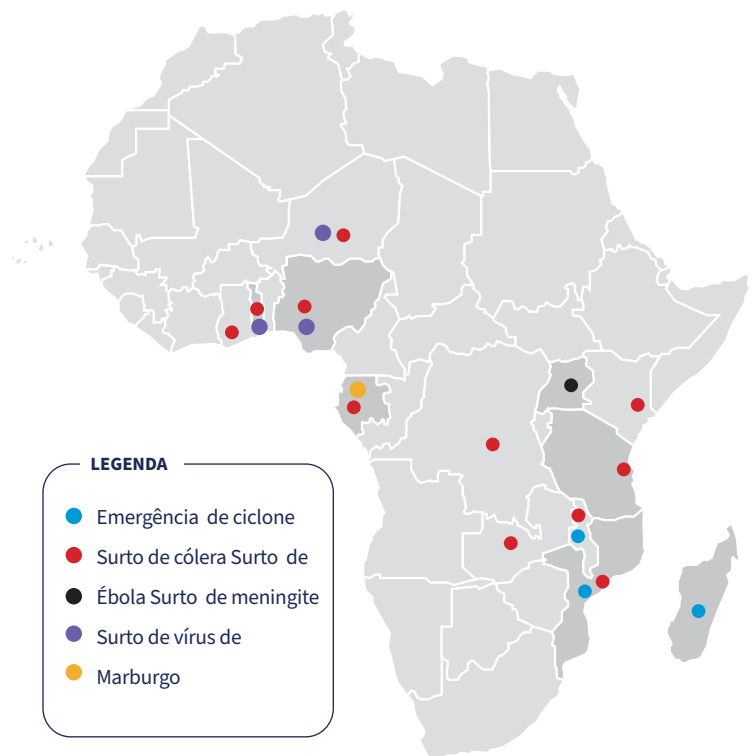 LEGENDA
Emergência de ciclone
Surto de cólera Surto de
Ébola Surto de meningite
Surto de vírus de
Marburgo